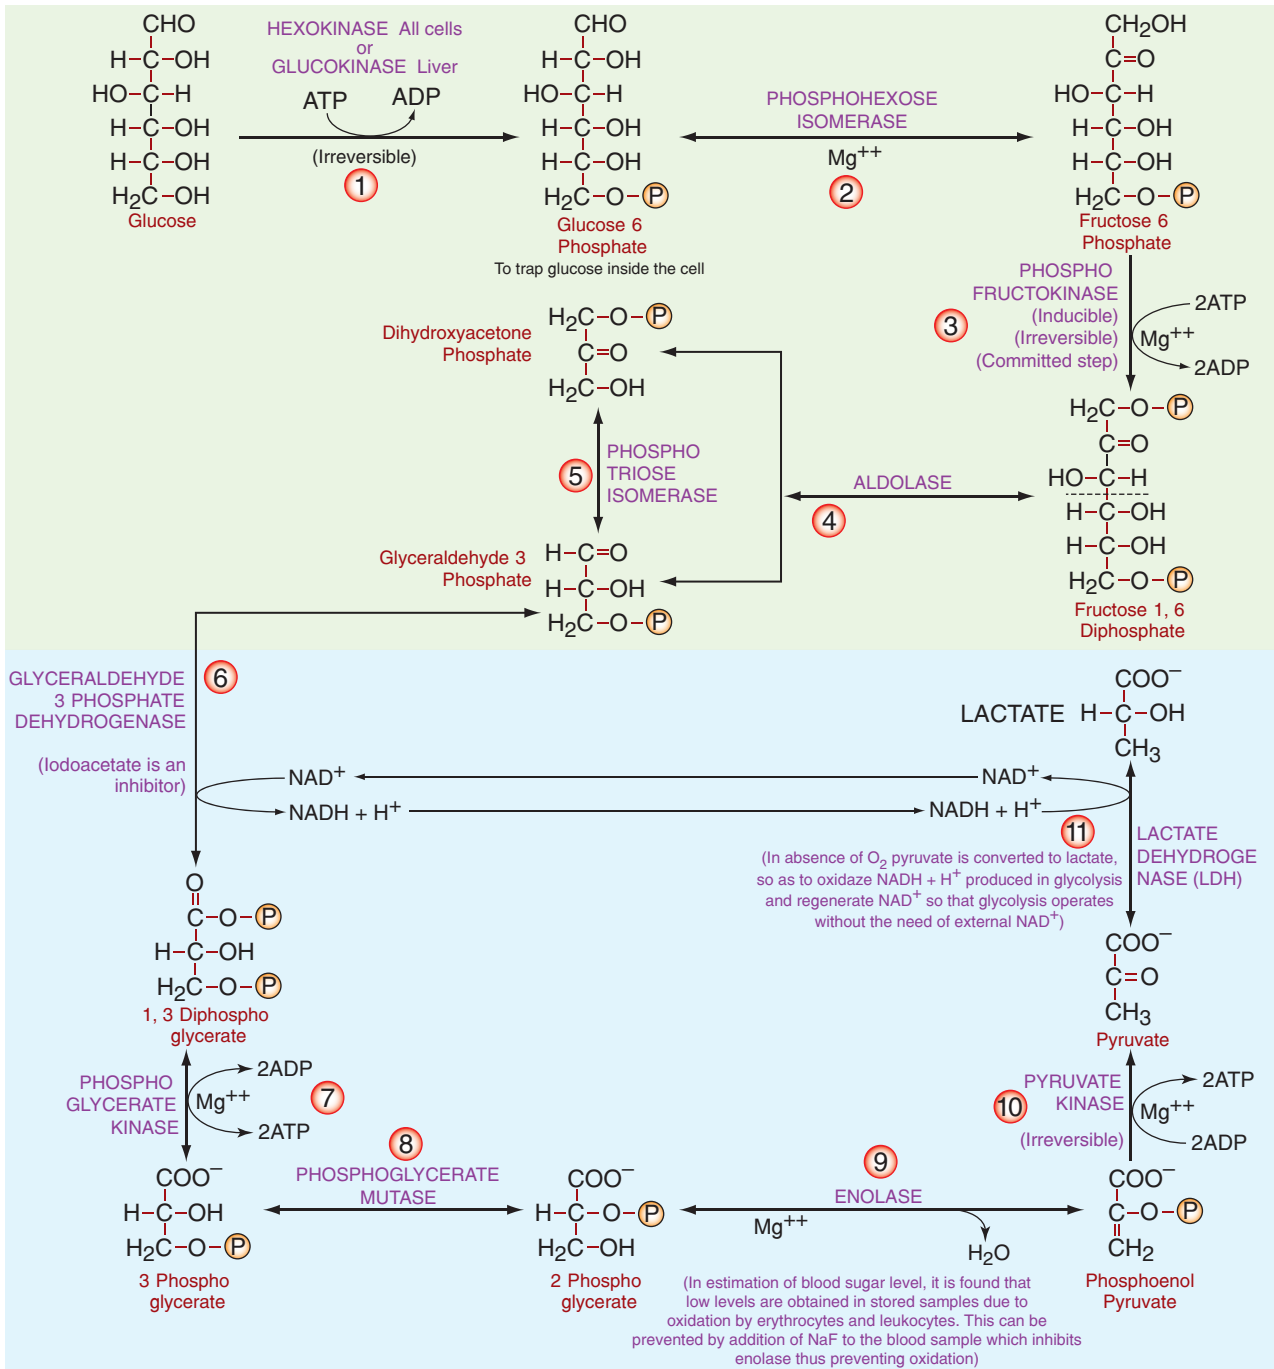 CHO
H–C–OH
HO–C–H
H–C–OH
H–C–OH
H2C–OH
Glucose
HEXOKINASE All cells
or
GLUCOKINASE Liver
ATP
ADP
(Irreversible)
1
CHO
H–C–OH
HO–C–H
H–C–OH
H–C–OH
H2C–O–P
Glucose 6
Phosphate
To trap glucose inside the cell
PHOSPHOHEXOSE
ISOMERASE
Mg++
2
CH2OH
C=O
HO–C–H
H–C–OH
H–C–OH
H2C–O–P
Fructose 6
Phosphate
PHOSPHO
FRUCTOKINASE
(Inducible)
(Irreversible)
(Committed step)
3
2ATP
Mg++
2ADP
H2C–O–P
C=O
HO–C–H
H–C–OH
H–C–OH
H2C–O–P
Fructose 1, 6
Diphosphate
ALDOLASE
4
Dihydroxyacetone
Phosphate
H2C–O–P
C=O
H2C–OH
5
PHOSPHO
TRIOSE
ISOMERASE
Glyceraldehyde 3
Phosphate
H–C=O
H–C–OH
H2C–O–P
GLYCERALDEHYDE
3 PHOSPHATE
DEHYDROGENASE
6
(Iodoacetate is an
inhibitor)
NAD+
NADH + H+
NAD+
NADH + H+
O
C–O–P
H–C–OH
H2C–O–P
1, 3 Diphospho
glycerate
PHOSPHO
GLYCERATE
KINASE
2ADP
Mg++
2ATP
7
COO–
H–C–OH
H2C–O–P
3 Phospho
glycerate
8
PHOSPHOGLYCERATE
MUTASE
COO–
H–C–O–P
H2C–OH
2 Phospho
glycerate
9
ENOLASE
Mg++
H2O
(In estimation of blood sugar level, it is found that
low levels are obtained in stored samples due to
oxidation by erythrocytes and leukocytes. This can be
prevented by addition of NaF to the blood sample which inhibits
enolase thus preventing oxidation)
COO–
C–O–P
CH2
Phosphoenol
Pyruvate
10
PYRUVATE
KINASE
(Irreversible)
2ATP
Mg++
2ADP
COO–
C=O
CH3
Pyruvate
11
LACTATE
DEHYDROGE
NASE (LDH)
(In absence of O2 pyruvate is converted to lactate,
so as to oxidaze NADH + H+ produced in glycolysis
and regenerate NAD+ so that glycolysis operates
without the need of external NAD+)
LACTATE
COO–
H–C–OH
CH3